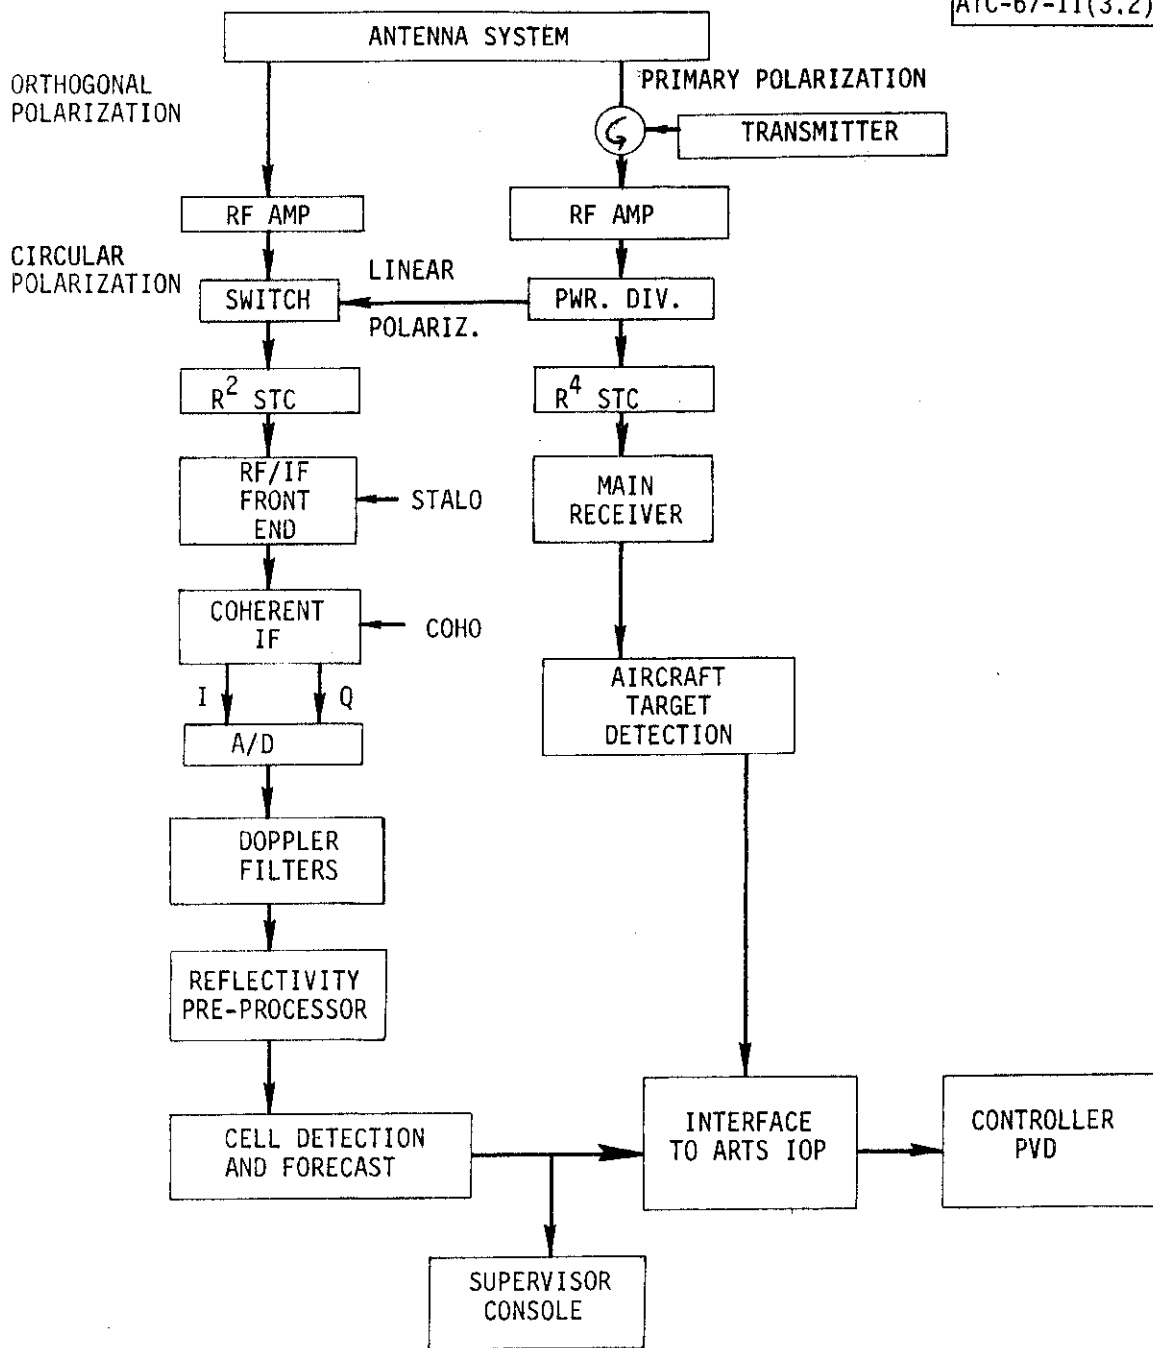 ATC-67-II(3.2)
ANTENNA SYSTEM
ORTHOGONAL
POLARIZATION
PRIMARY POLARIZATION
TRANSMITTER
RF AMP
RF AMP
CIRCULAR
POLARIZATION
LINEAR
POLARIZ.
SWITCH
PWR. DIV.
R² STC
R⁴ STC
RF/IF
FRONT
END
STALO
MAIN
RECEIVER
COHERENT
IF
COHO
I
Q
A/D
AIRCRAFT
TARGET
DETECTION
DOPPLER
FILTERS
REFLECTIVITY
PRE-PROCESSOR
CELL DETECTION
AND FORECAST
INTERFACE
TO ARTS IOP
CONTROLLER
PVD
SUPERVISOR
CONSOLE